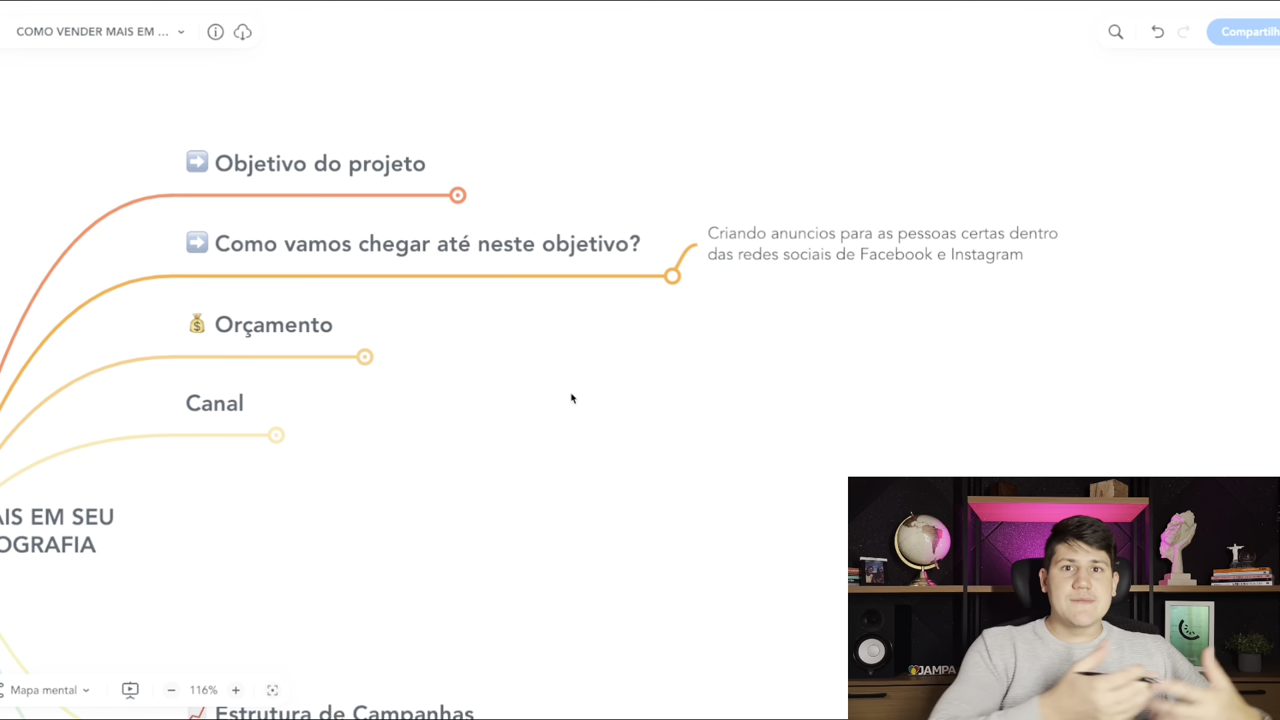 COMO VENDER MAIS EM ...
Compartilh
Objetivo do projeto
Como vamos chegar até neste objetivo?
Criando anuncios para as pessoas certas dentro
das redes sociais de Facebook e Instagram
Orçamento
Canal
AIS EM SEU
OGRAFIA
JAMPA
Mapa mental
116%
Estrutura de Campanhas